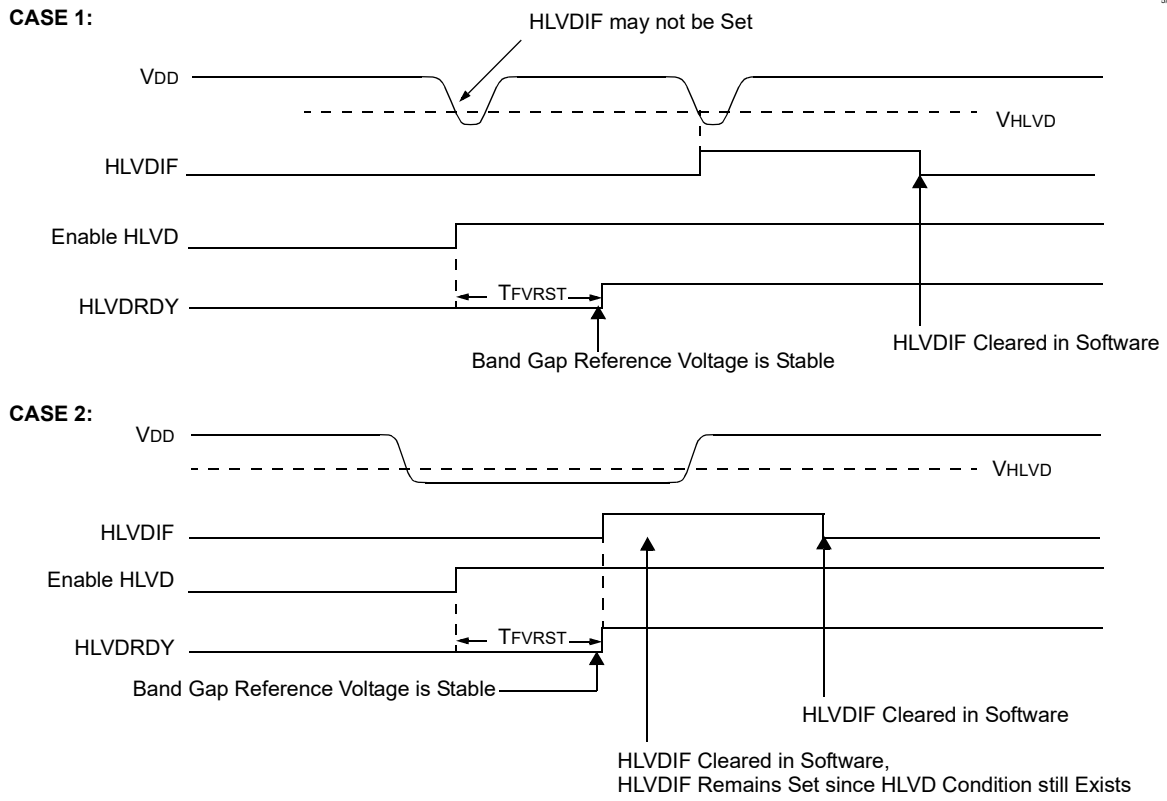 CASE 1:
HLVDIF may not be Set
VDD
VHLVD
HLVDIF
Enable HLVD
TFVRST
HLVDRDY
HLVDIF Cleared in Software
Band Gap Reference Voltage is Stable
CASE 2:
VDD
VHLVD
HLVDIF
Enable HLVD
TFVRST
HLVDRDY
Band Gap Reference Voltage is Stable
HLVDIF Cleared in Software
HLVDIF Cleared in Software,
HLVDIF Remains Set since HLVD Condition still Exists